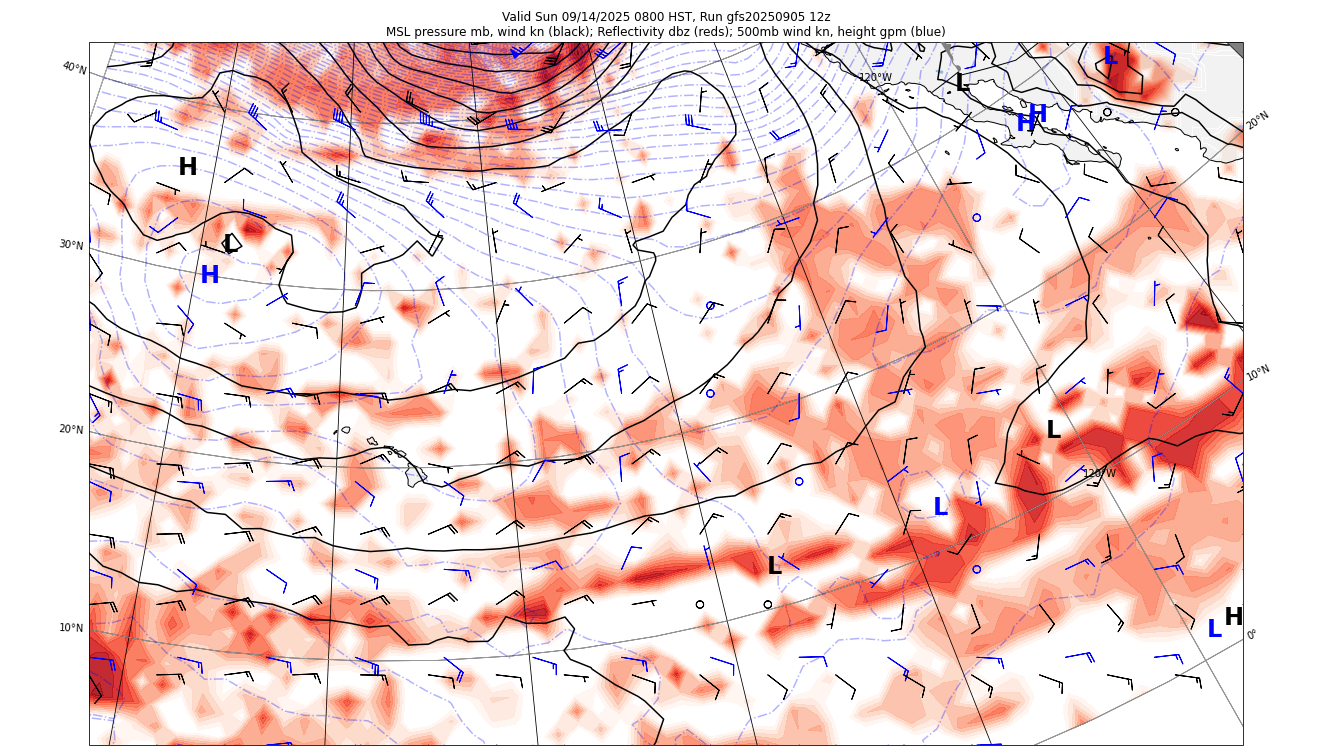 Valid Sun 09/14/2025 0800 HST, Run gfs20250905 12z
MSL pressure mb, wind kn (black); Reflectivity dbz (reds); 500mb wind kn, height gpm (blue)
L
40°N
120°W
L
H
H
20°N
H
L
30°N
H
10°N
20°N
L
120°W
L
L
10°N
H
L
0°